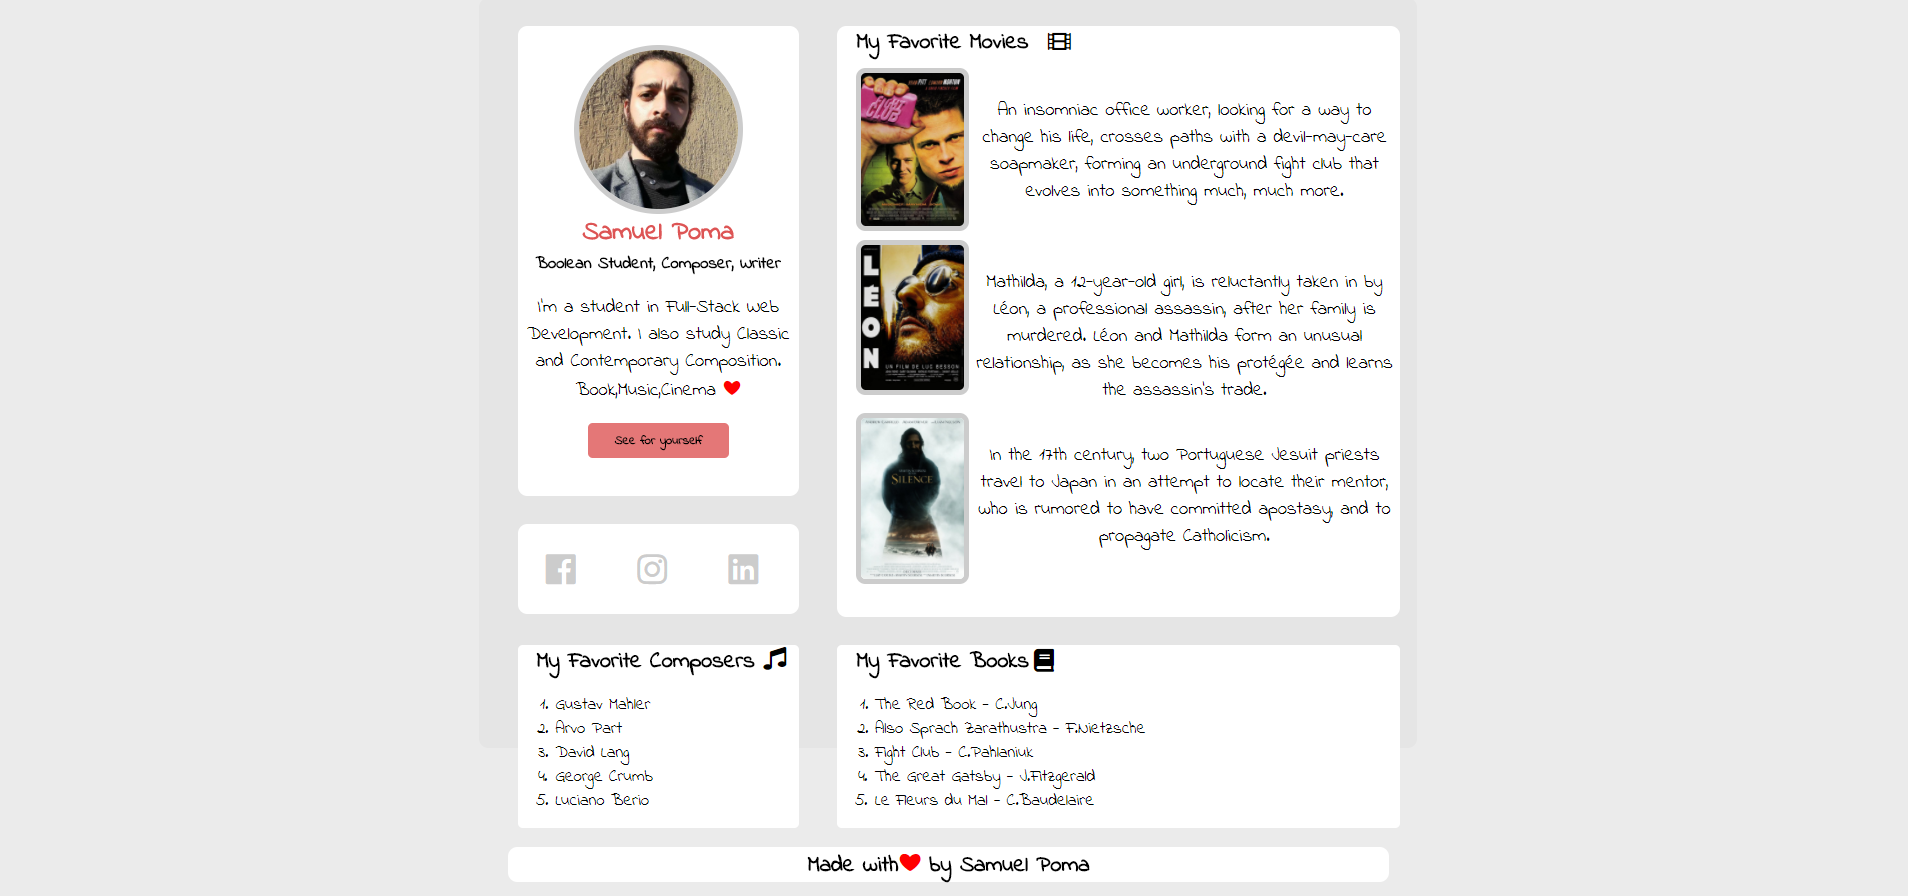 Samuel Poma
Boolean Student, Composer, Writer
I'm a student in Full-Stack Web
Development. I also study Classic
and Contemporary Composition.
Book,Music,Cinema
See for yourself
My Favorite Movies
FIGHT CLUB
An insomniac office worker, looking for a way to
change his life, crosses paths with a devil-may-care
soapmaker, forming an underground fight club that
evolves into something much, much more.
LÉON
UN FILM DE LUC BESSON
Mathilda, a 12-year-old girl, is reluctantly taken in by
Léon, a professional assassin, after her family is
murdered. Léon and Mathilda form an unusual
relationship, as she becomes his protégée and learns
the assassin's trade.
SILENCE
In the 17th century, two Portuguese Jesuit priests
travel to Japan in an attempt to locate their mentor,
who is rumored to have committed apostasy, and to
propagate Catholicism.
My Favorite Composers
1. Gustav Mahler
2. Arvo Part
3. David Lang
4. George Crumb
5. Luciano Berio
My Favorite Books
1. The Red Book - C.Jung
2. Also Sprach Zarathustra - F.Nietzsche
3. Fight Club - C.Pahlaniuk
4. The Great Gatsby - J.Fitzgerald
5. Le Fleurs du Mal - C.Baudelaire
Made with by Samuel Poma